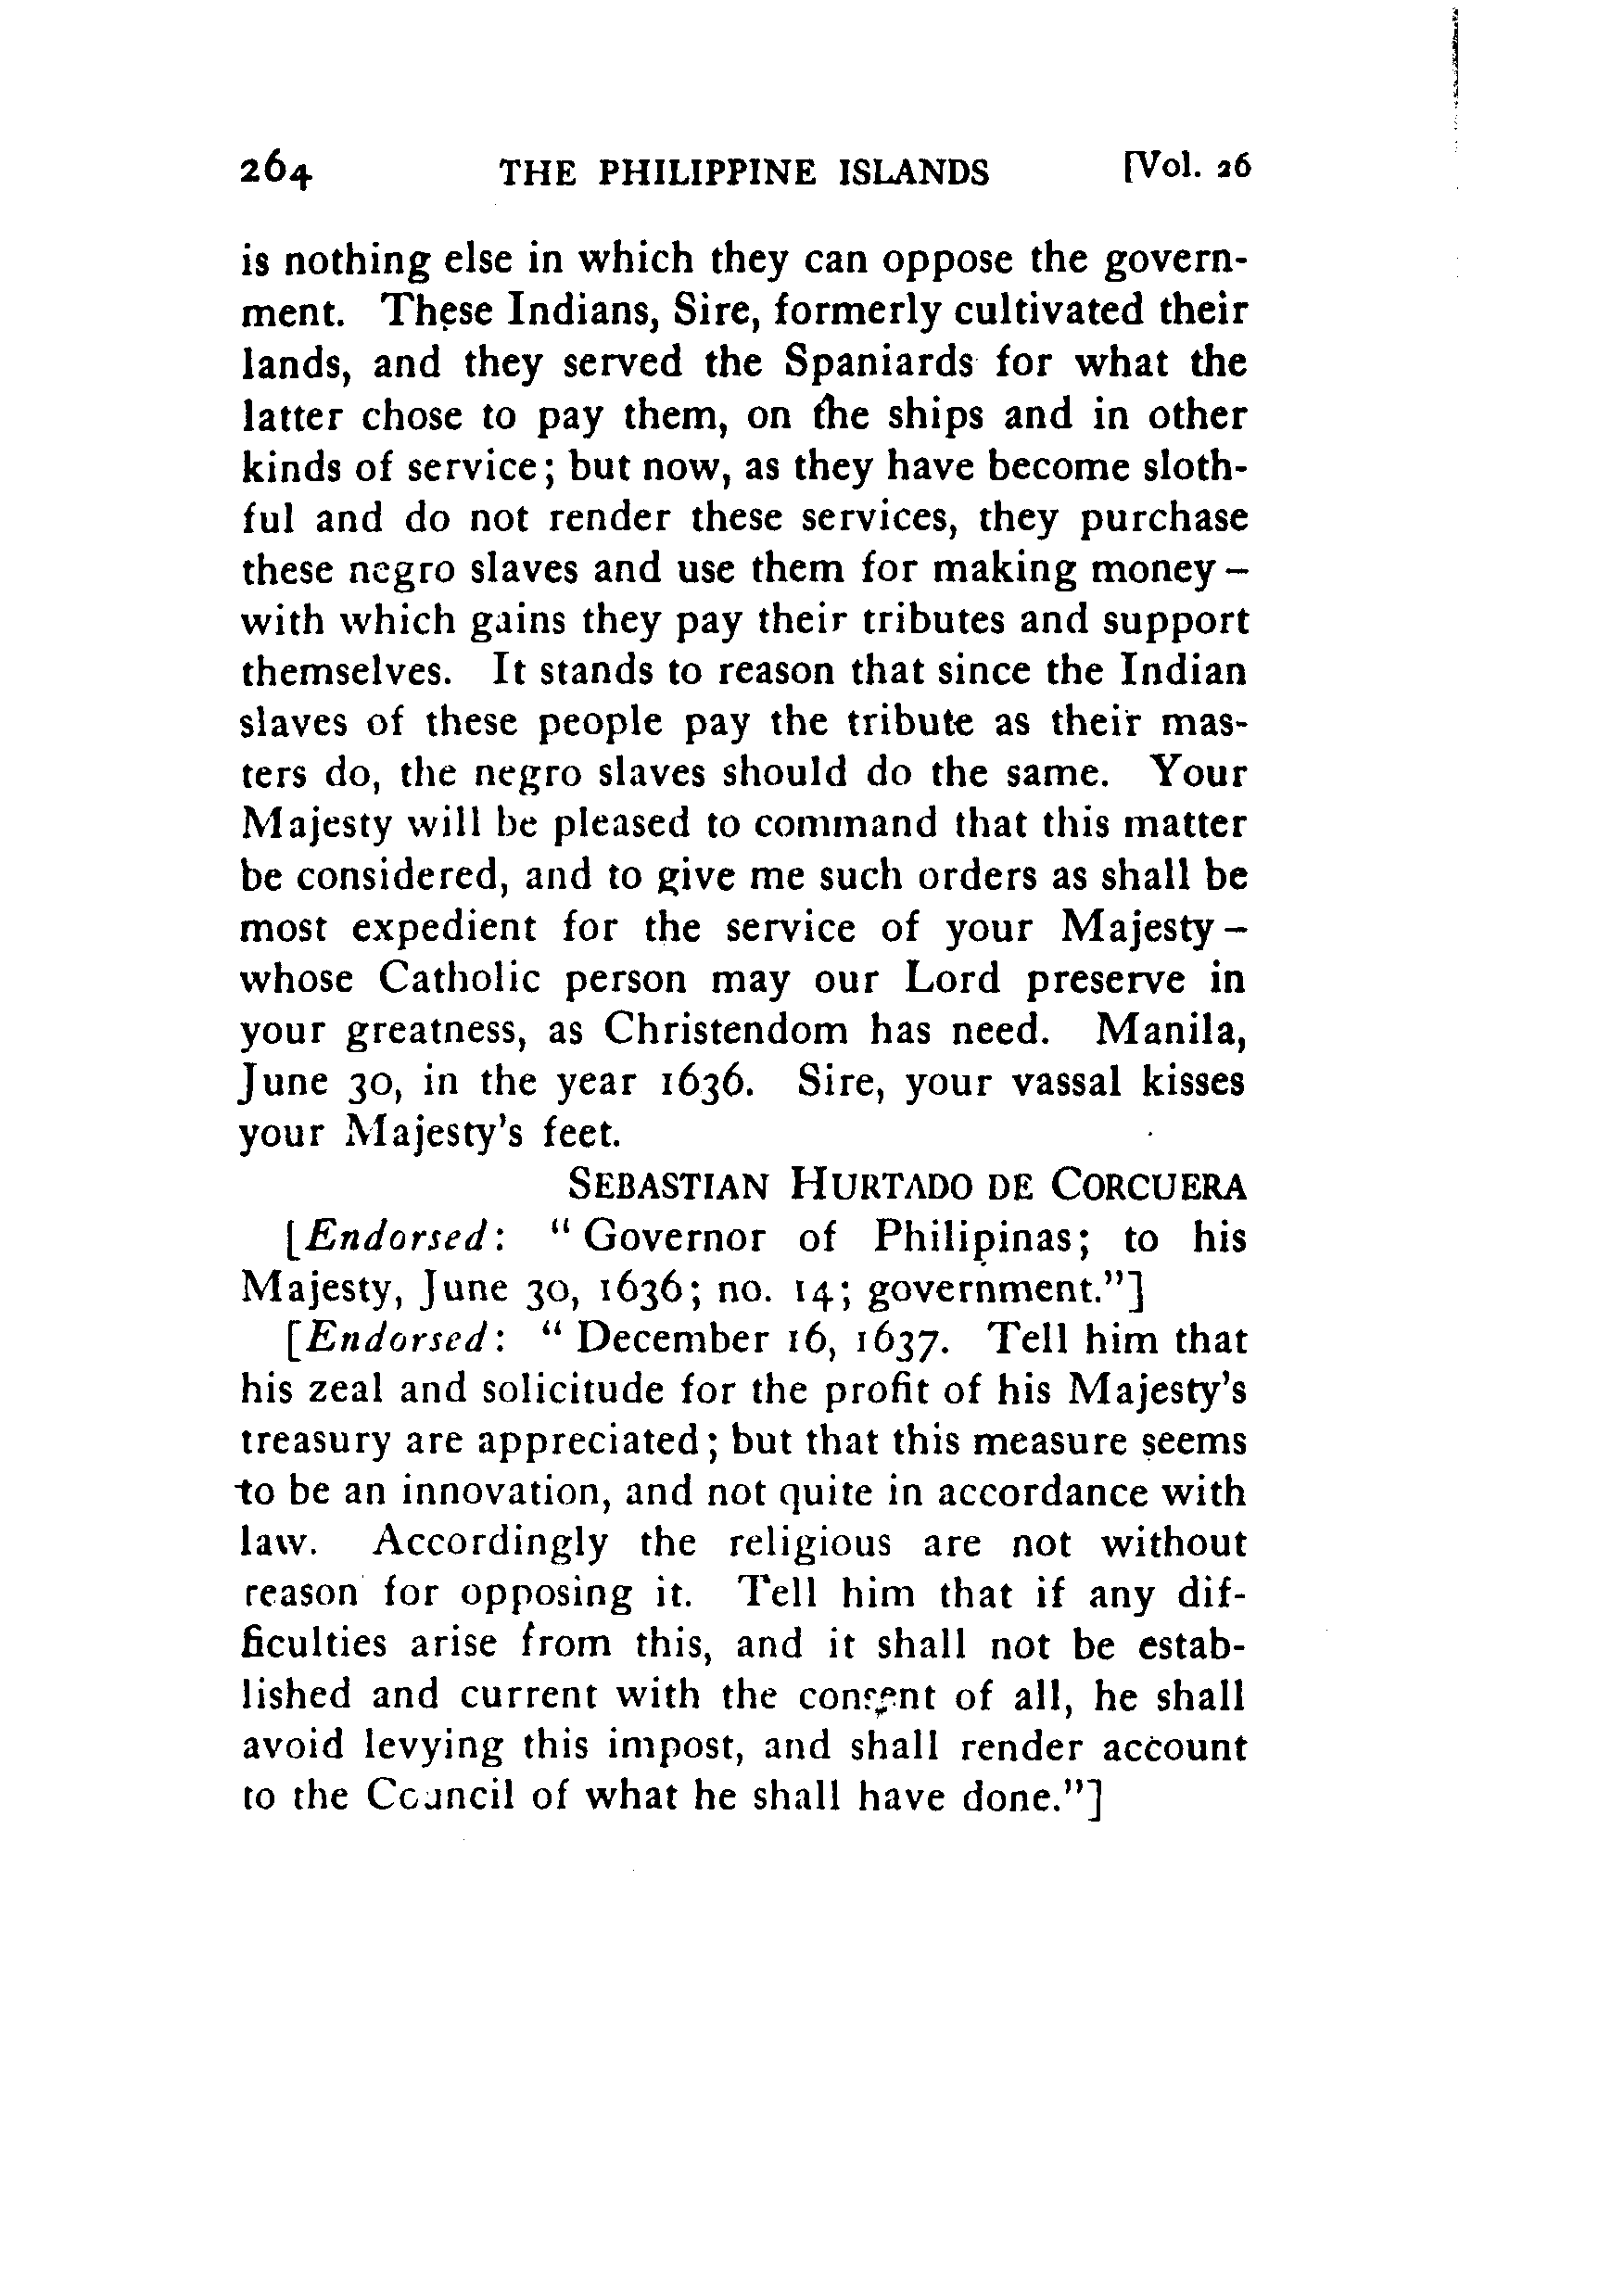 264 THE PHILIPPINE ISLANDS [Vol. 26
is nothing else in which they can oppose the govern-
ment. These Indians, Sire, formerly cultivated their
lands, and they served the Spaniards for what the
latter chose to pay them, on the ships and in other
kinds of service; but now, as they have become sloth-
ful and do not render these services, they purchase
these negro slaves and use them for making money –
with which gains they pay their tributes and support
themselves. It stands to reason that since the Indian
slaves of these people pay the tribute as their mas-
ters do, the negro slaves should do the same. Your
Majesty will be pleased to command that this matter
be considered, and to give me such orders as shall be
most expedient for the service of your Majesty –
whose Catholic person may our Lord preserve in
your greatness, as Christendom has need. Manila,
June 30, in the year 1636. Sire, your vassal kisses
your Majesty's feet.
SEBASTIAN HURTADO DE CORCUERA
[Endorsed: " Governor of Philipinas; to his
Majesty, June 30, 1636; no. 14; government."]
[Endorsed: " December 16, 1637. Tell him that
his zeal and solicitude for the profit of his Majesty's
treasury are appreciated; but that this measure seems
to be an innovation, and not quite in accordance with
law. Accordingly the religious are not without
reason for opposing it. Tell him that if any dif-
ficulties arise from this, and it shall not be estab-
lished and current with the consent of all, he shall
avoid levying this impost, and shall render account
to the Council of what he shall have done."]